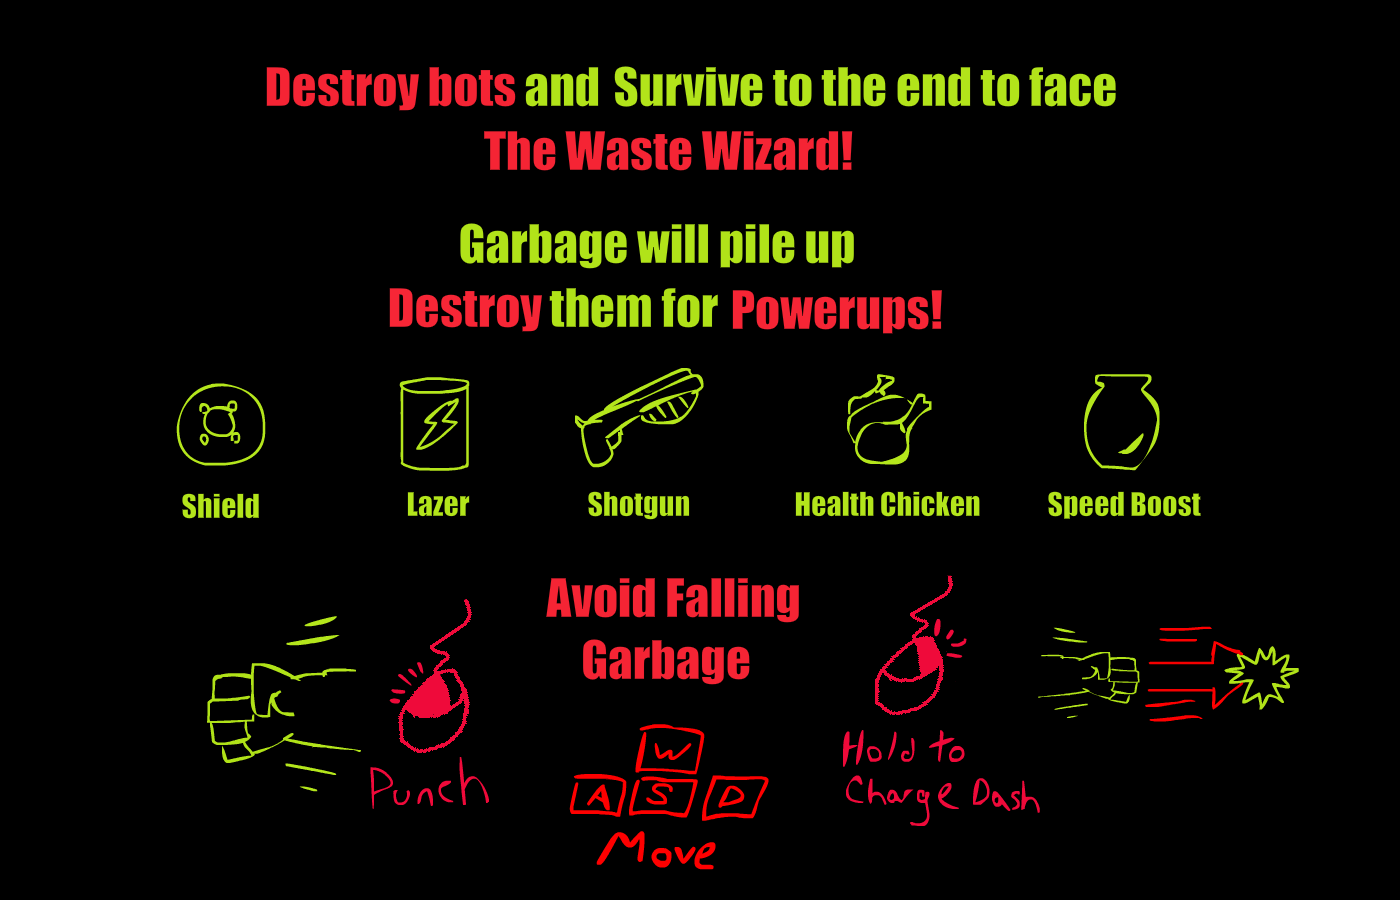 Destroy bots and Survive to the end to face
The Waste Wizard!
Garbage will pile up
Destroy them for Powerups!
Shield
Lazer
Shotgun
Health Chicken
Speed Boost
Avoid Falling
Garbage
Punch
W
A S D
Move
Hold to
Charge Dash